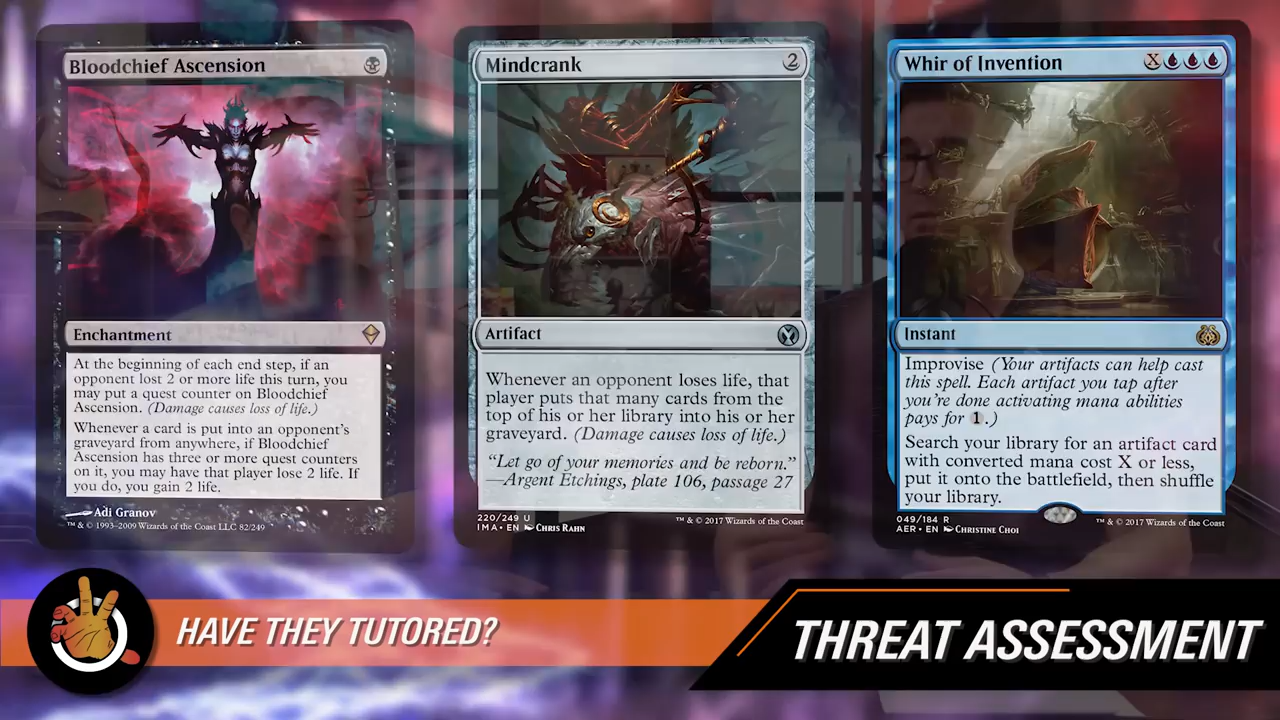 Bloodchief Ascension
Enchantment
At the beginning of each end step, if an
opponent lost 2 or more life this turn, you
may put a quest counter on Bloodchief
Ascension. (Damage causes loss of life.)
Whenever a card is put into an opponent's
graveyard from anywhere, if Bloodchief
Ascension has three or more quest counters
on it, you may have that player lose 2 life. If
you do, you gain 2 life.
Adi Granov
™ & © 1993–2009 Wizards of the Coast LLC 82/249
Mindcrank 2
Artifact
Whenever an opponent loses life, that
player puts that many cards from the
top of his or her library into his or her
graveyard. (Damage causes loss of life.)
"Let go of your memories and be reborn."
—Argent Etchings, plate 106, passage 27
220/249 U
IMA • EN Chris Rahn
™ & © 2017 Wizards of the Coast
Whir of Invention X
Instant
Improvise (Your artifacts can help cast
this spell. Each artifact you tap after
you're done activating mana abilities
pays for 1.)
Search your library for an artifact card
with converted mana cost X or less,
put it onto the battlefield, then shuffle
your library.
049/184 R
AER • EN Christine Choi
™ & © 2017 Wizards of the Coast
HAVE THEY TUTORED?
THREAT ASSESSMENT